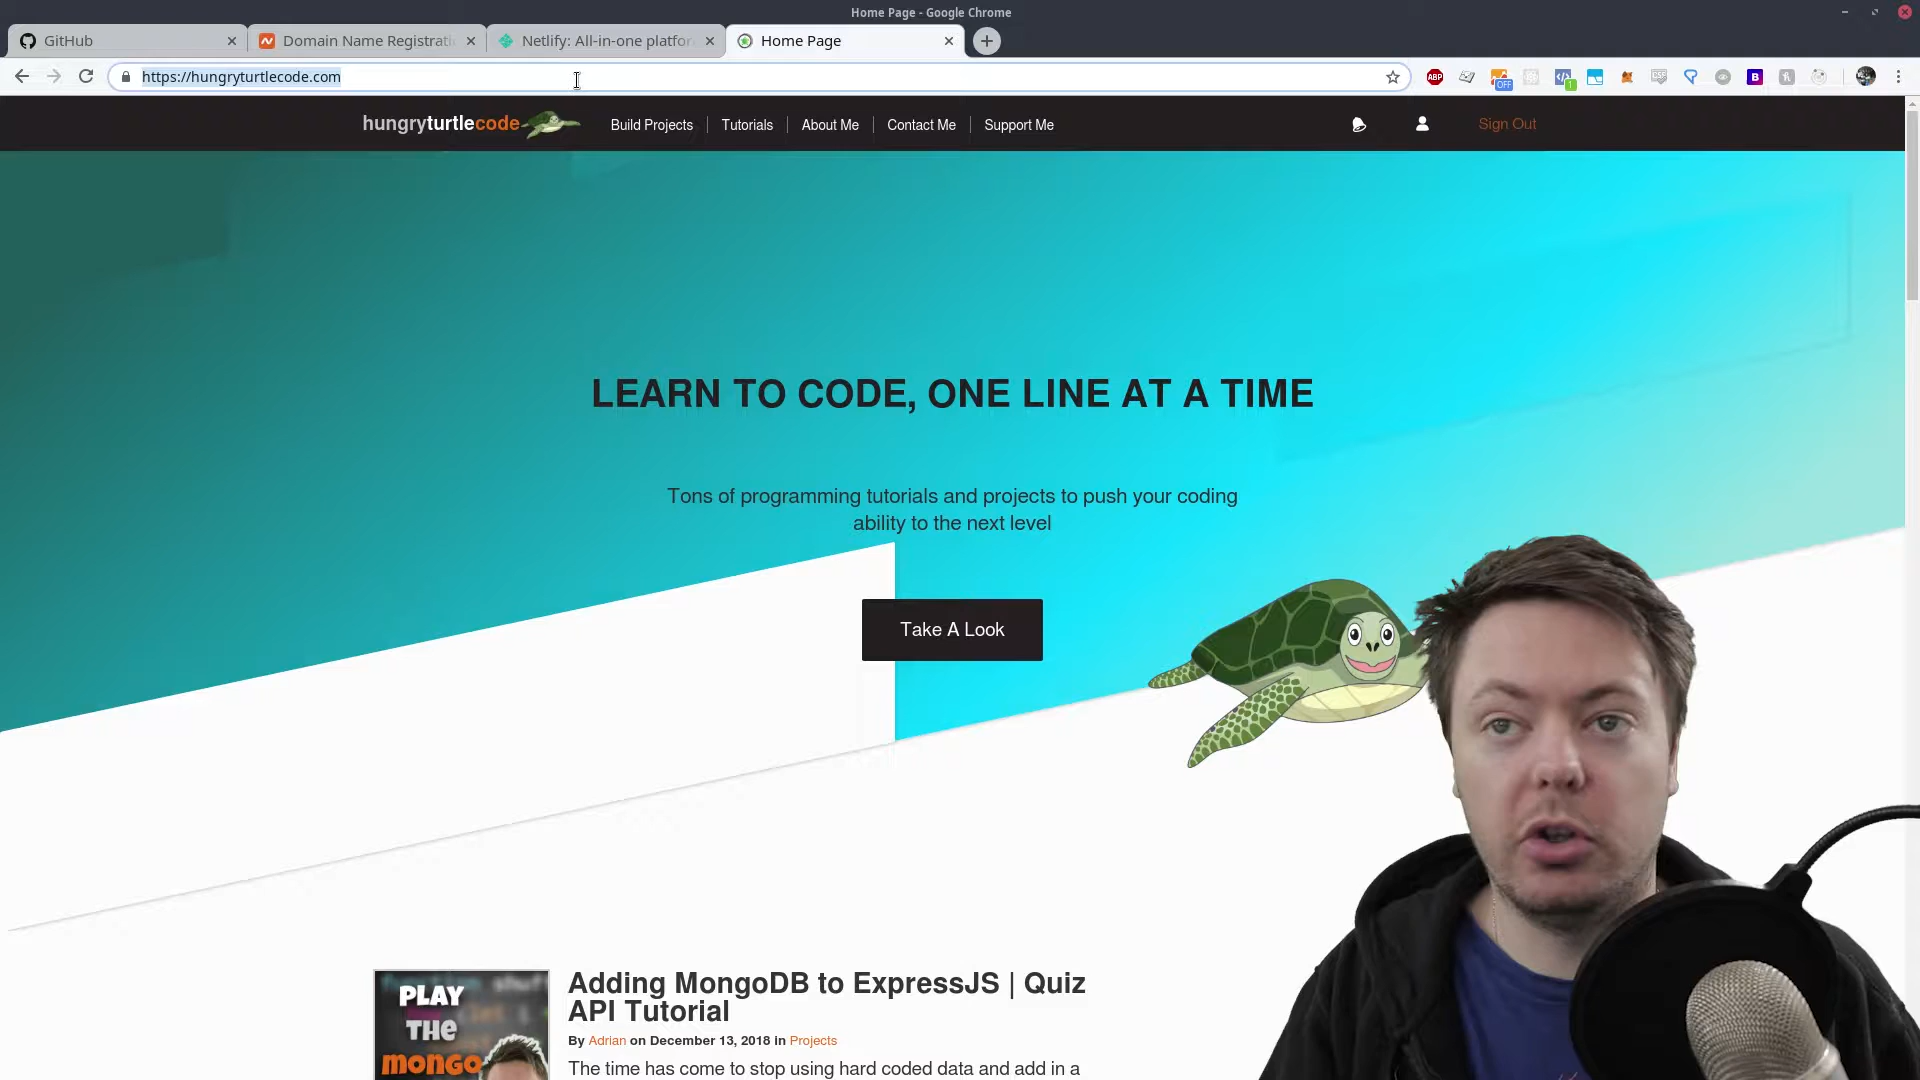 Home Page - Google Chrome
GitHub
Domain Name Registrati
Netlify: All-in-one platfor
Home Page
https://hungryturtlecode.com
ABP
OFF
1
B
hungryturtlecode
Build Projects
Tutorials
About Me
Contact Me
Support Me
Sign Out
LEARN TO CODE, ONE LINE AT A TIME
Tons of programming tutorials and projects to push your coding
ability to the next level
Take A Look
PLAY
THE
mongo
Adding MongoDB to ExpressJS | Quiz
API Tutorial
By Adrian on December 13, 2018 in Projects
The time has come to stop using hard coded data and add in a